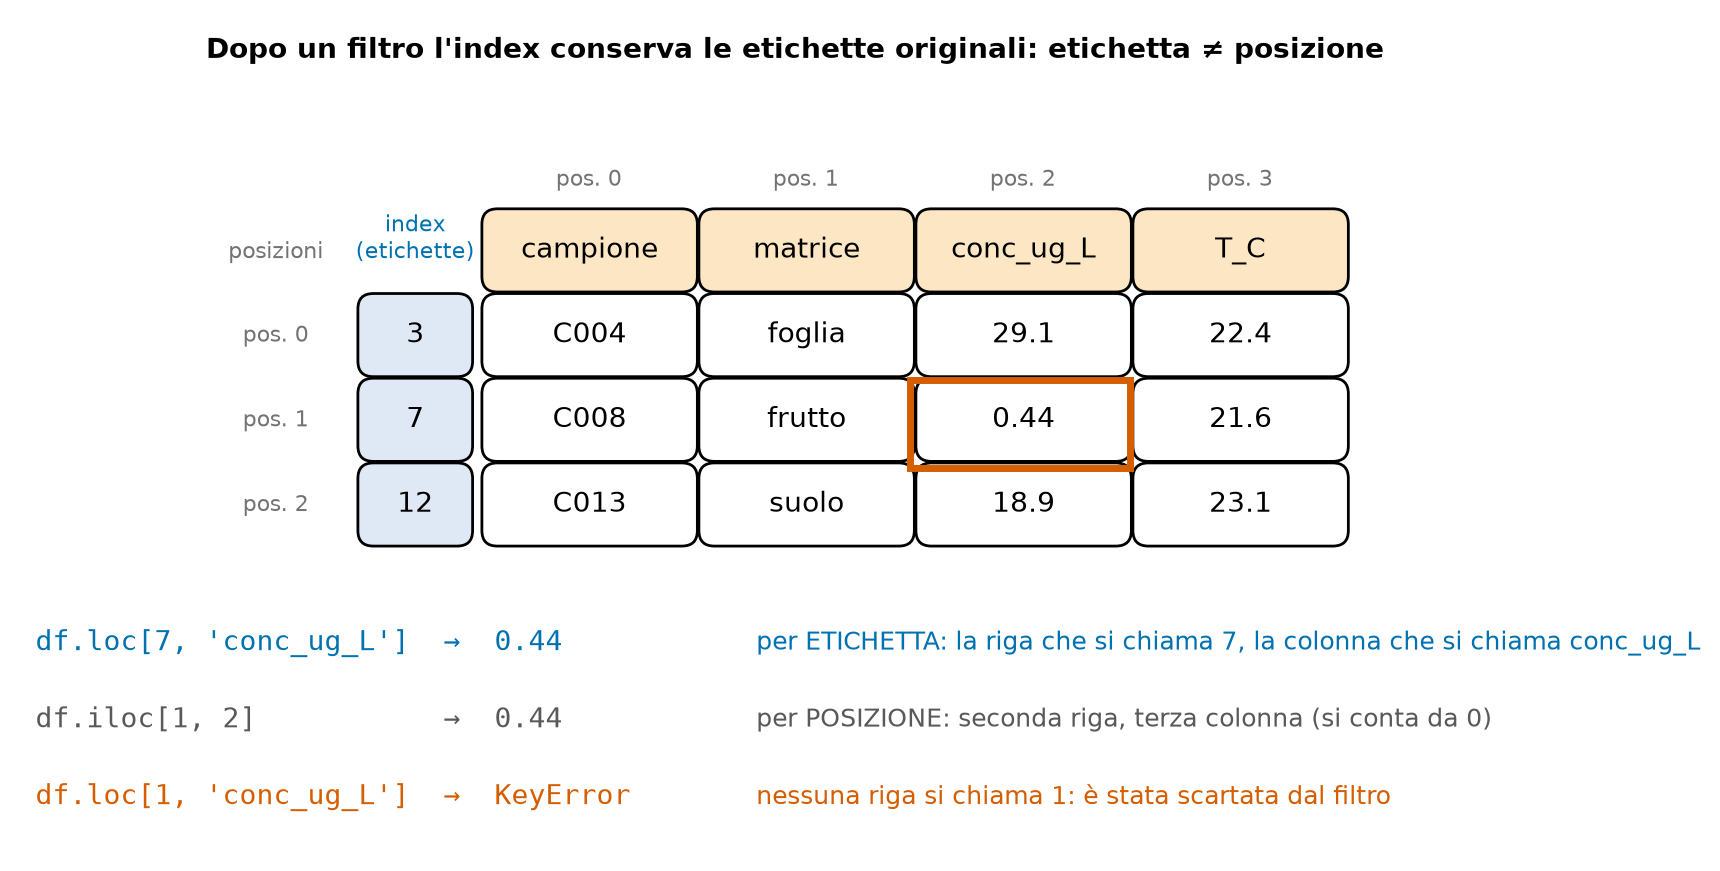 Dopo un filtro l'index conserva le etichette originali: etichetta ≠ posizione
pos. 0 pos. 1 pos. 2 pos. 3
posizioni index (etichette) campione matrice conc_ug_L T_C
pos. 0 3 C004 foglia 29.1 22.4
pos. 1 7 C008 frutto 0.44 21.6
pos. 2 12 C013 suolo 18.9 23.1
df.loc[7, 'conc_ug_L'] → 0.44 per ETICHETTA: la riga che si chiama 7, la colonna che si chiama conc_ug_L
df.iloc[1, 2] → 0.44 per POSIZIONE: seconda riga, terza colonna (si conta da 0)
df.loc[1, 'conc_ug_L'] → KeyError nessuna riga si chiama 1: è stata scartata dal filtro